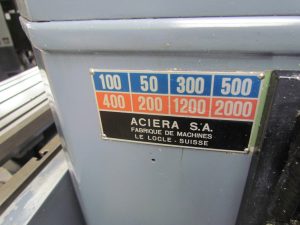 100 50 300 500
400 200 1200 2000
ACIERA S.A.
FABRIQUE DE MACHINES
LE LOCLE - SUISSE